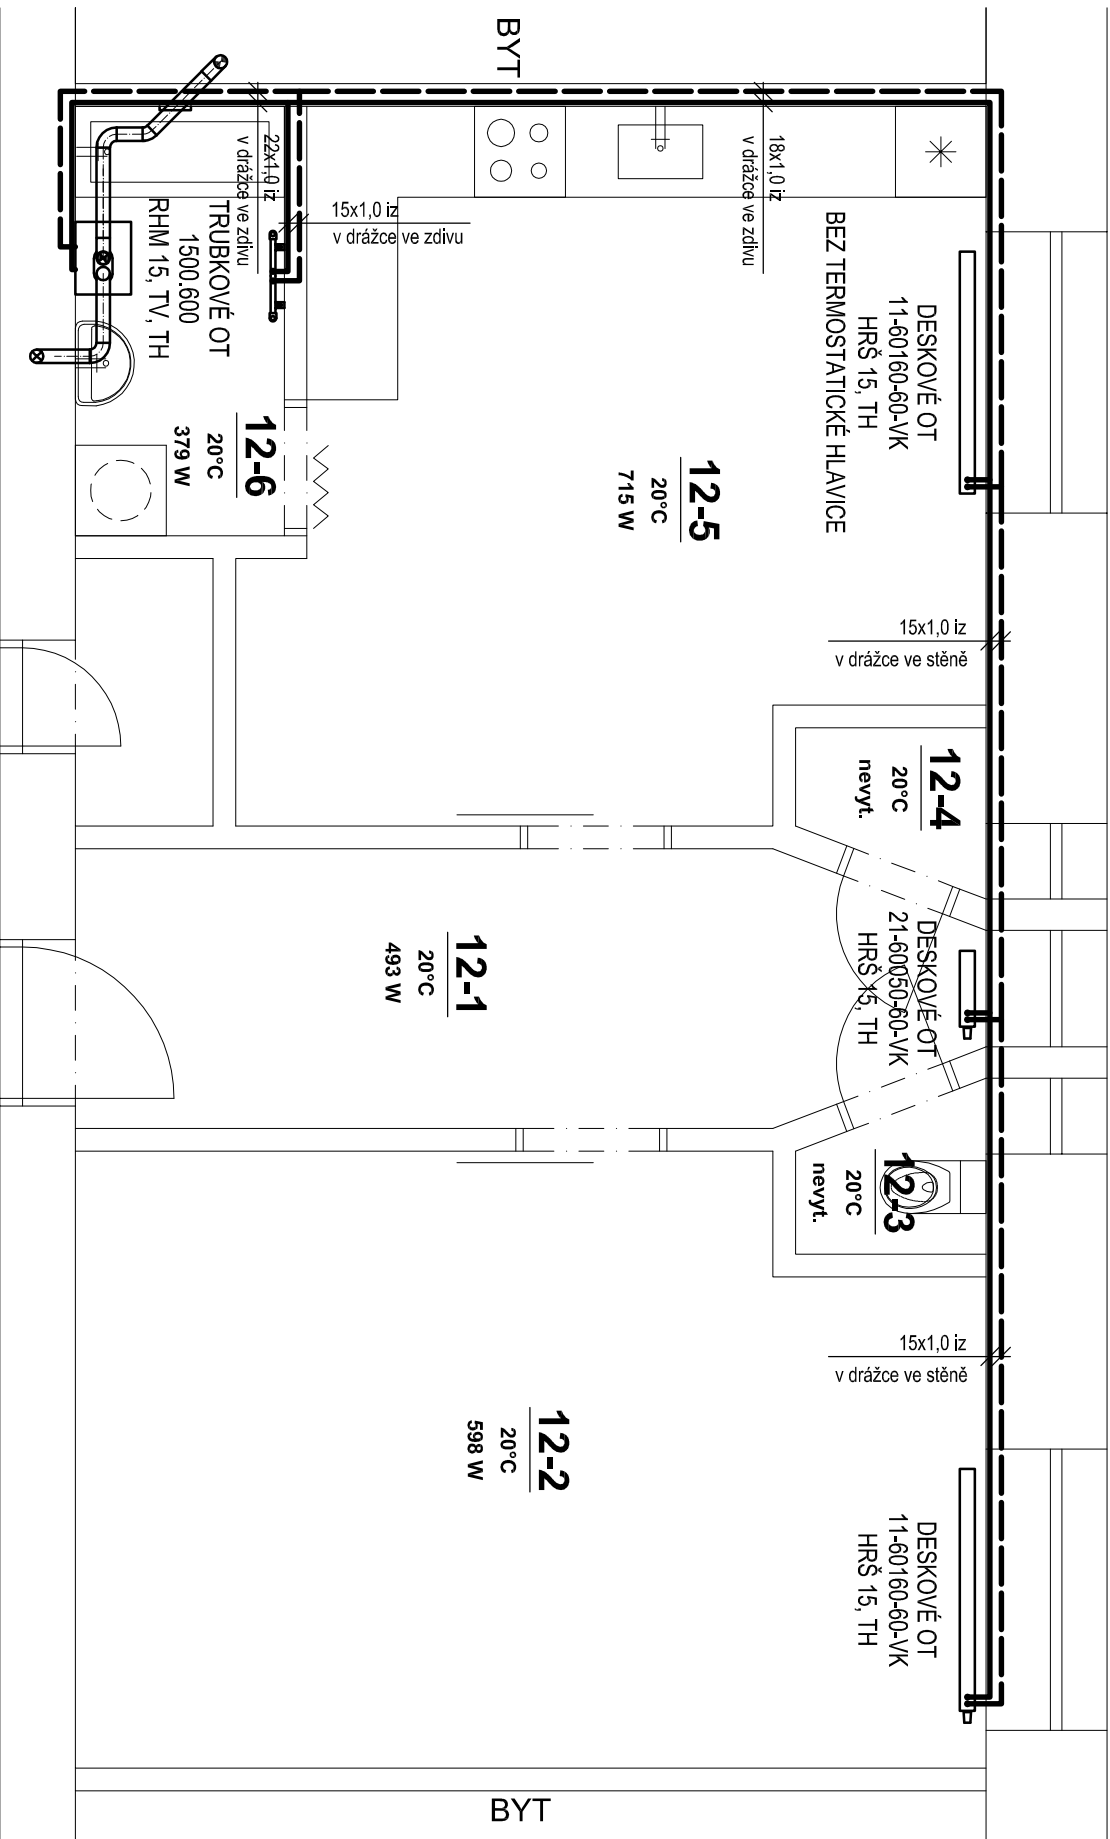 BYT
22x1,0 iz
v drážce ve zdivu
18x1,0 iz
v drážce ve zdivu
15x1,0 iz
v drážce ve zdivu
TRUBKOVÉ OT
1500.600
RHM 15, TV, TH
DESKOVÉ OT
11-60160-60-VK
HRŠ 15, TH
BEZ TERMOSTATICKÉ HLAVICE
12-6
20°C
379 W
12-5
20°C
715 W
15x1,0 iz
v drážce ve stěně
12-4
20°C
nevyt.
DESKOVÉ OT
21-60050-60-VK
HRŠ 15, TH
12-1
20°C
493 W
12-3
20°C
nevyt.
15x1,0 iz
v drážce ve stěně
12-2
20°C
598 W
DESKOVÉ OT
11-60160-60-VK
HRŠ 15, TH
BYT